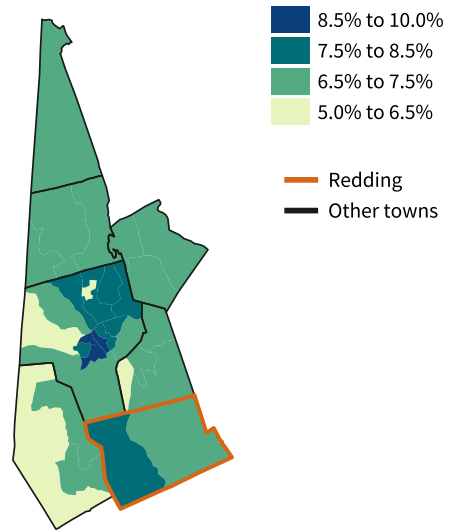 8.5% to 10.0%
7.5% to 8.5%
6.5% to 7.5%
5.0% to 6.5%
Redding
Other towns